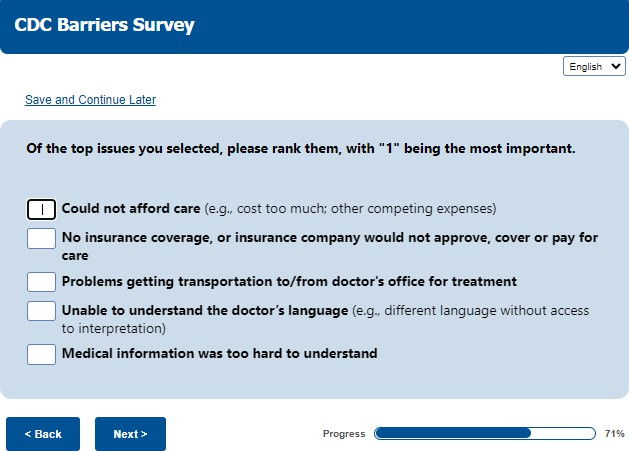 CDC Barriers Survey
English
Save and Continue Later
Of the top issues you selected, please rank them, with "1" being the most important.
Could not afford care (e.g., cost too much; other competing expenses)
No insurance coverage, or insurance company would not approve, cover or pay for
care
Problems getting transportation to/from doctor's office for treatment
Unable to understand the doctor’s language (e.g., different language without access
to interpretation)
Medical information was too hard to understand
< Back
Next >
Progress
71%